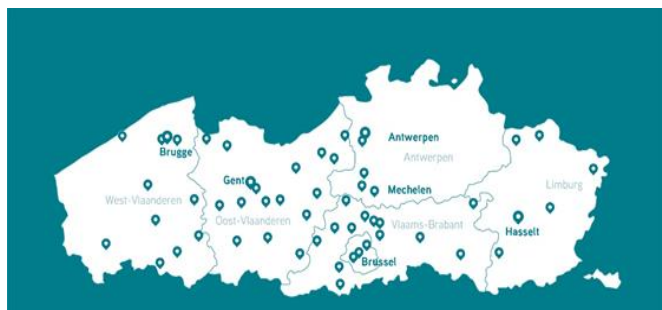 Antwerpen
Antwerpen
Brugge
Gent
Mechelen
Limburg
West-Vlaanderen
Oost-Vlaanderen
Vlaams-Brabant
Hasselt
Brussel